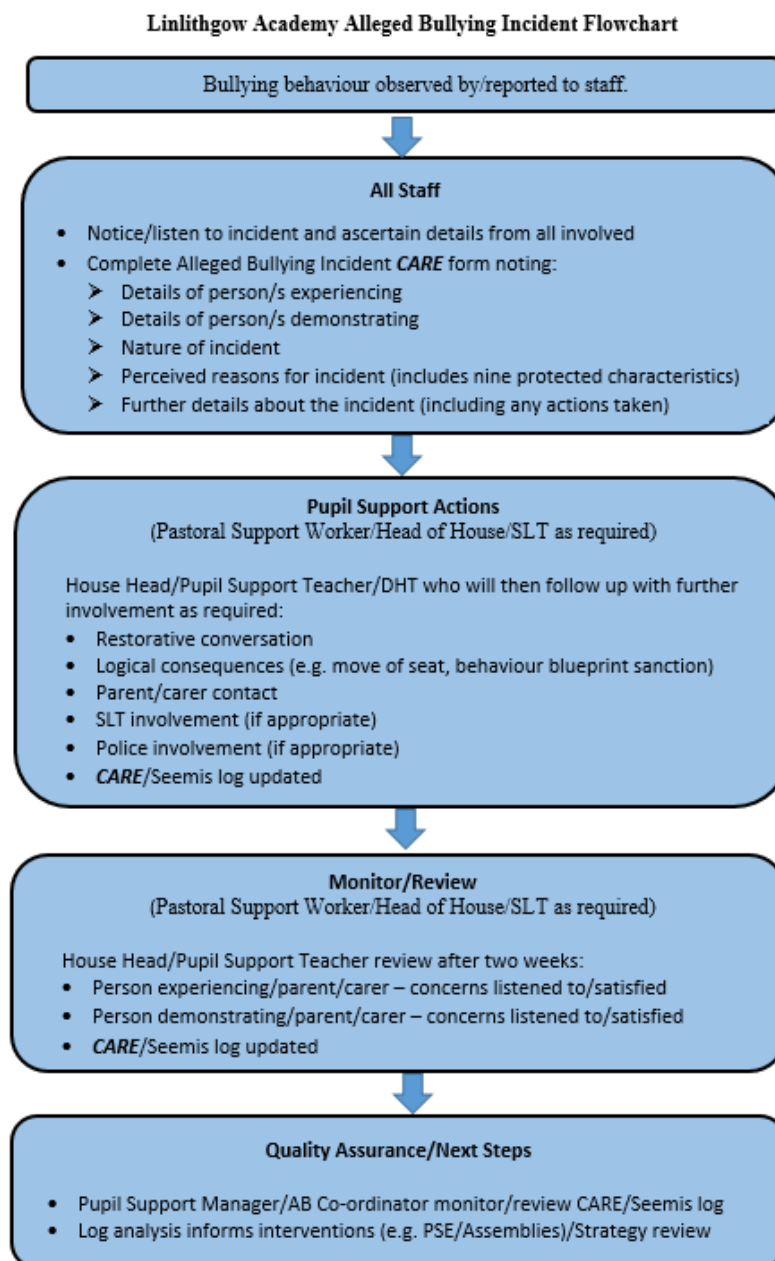 Linlithgow Academy Alleged Bullying Incident Flowchart
Bullying behaviour observed by/reported to staff.
All Staff
• Notice/listen to incident and ascertain details from all involved
• Complete Alleged Bullying Incident CARE form noting:
➤ Details of person/s experiencing
➤ Details of person/s demonstrating
➤ Nature of incident
➤ Perceived reasons for incident (includes nine protected characteristics)
➤ Further details about the incident (including any actions taken)
Pupil Support Actions
(Pastoral Support Worker/Head of House/SLT as required)
House Head/Pupil Support Teacher/DHT who will then follow up with further
involvement as required:
• Restorative conversation
• Logical consequences (e.g. move of seat, behaviour blueprint sanction)
• Parent/carer contact
• SLT involvement (if appropriate)
• Police involvement (if appropriate)
• CARE/Seemis log updated
Monitor/Review
(Pastoral Support Worker/Head of House/SLT as required)
House Head/Pupil Support Teacher review after two weeks:
• Person experiencing/parent/carer – concerns listened to/satisfied
• Person demonstrating/parent/carer – concerns listened to/satisfied
• CARE/Seemis log updated
Quality Assurance/Next Steps
• Pupil Support Manager/AB Co-ordinator monitor/review CARE/Seemis log
• Log analysis informs interventions (e.g. PSE/Assemblies)/Strategy review